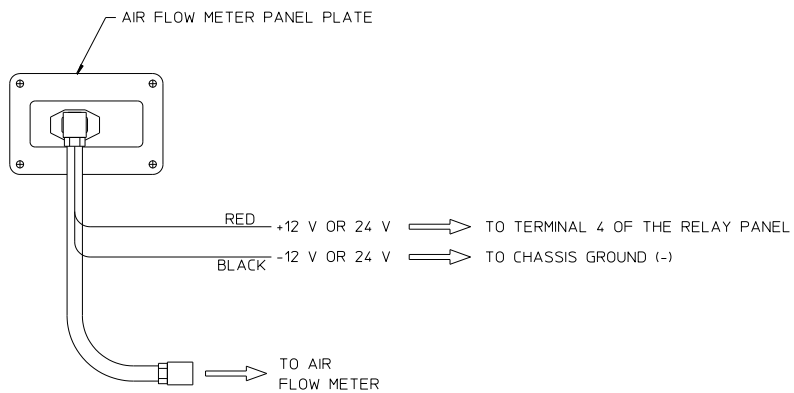 AIR FLOW METER PANEL PLATE
RED
+12 V OR 24 V
TO TERMINAL 4 OF THE RELAY PANEL
-12 V OR 24 V
TO CHASSIS GROUND (-)
BLACK
TO AIR
FLOW METER